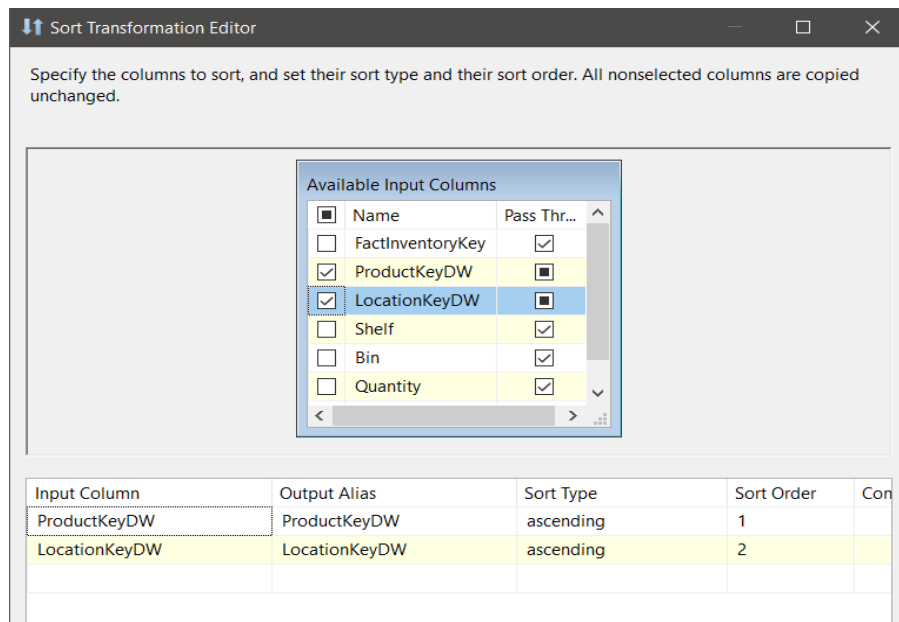 Sort Transformation Editor
Specify the columns to sort, and set their sort type and their sort order. All nonselected columns are copied
unchanged.
Available Input Columns
Name Pass Thr...
FactInventoryKey
ProductKeyDW
LocationKeyDW
Shelf
Bin
Quantity
Input Column Output Alias Sort Type Sort Order Con
ProductKeyDW ProductKeyDW ascending 1
LocationKeyDW LocationKeyDW ascending 2